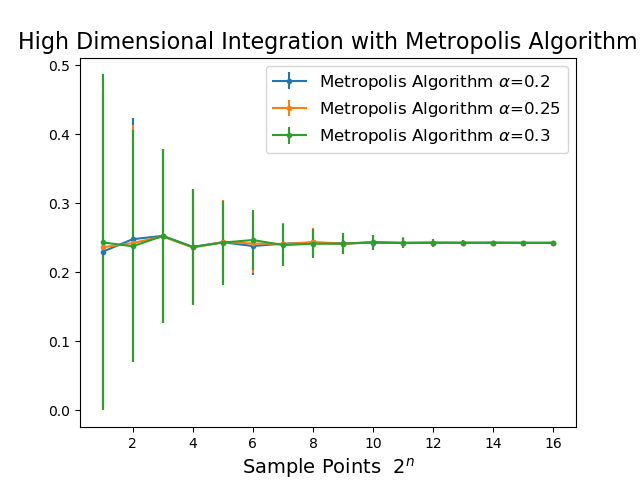 High Dimensional Integration with Metropolis Algorithm
Metropolis Algorithm α=0.2
Metropolis Algorithm α=0.25
Metropolis Algorithm α=0.3
0.5
0.4
0.3
0.2
0.1
0.0
2 4 6 8 10 12 14 16
Sample Points 2ⁿ